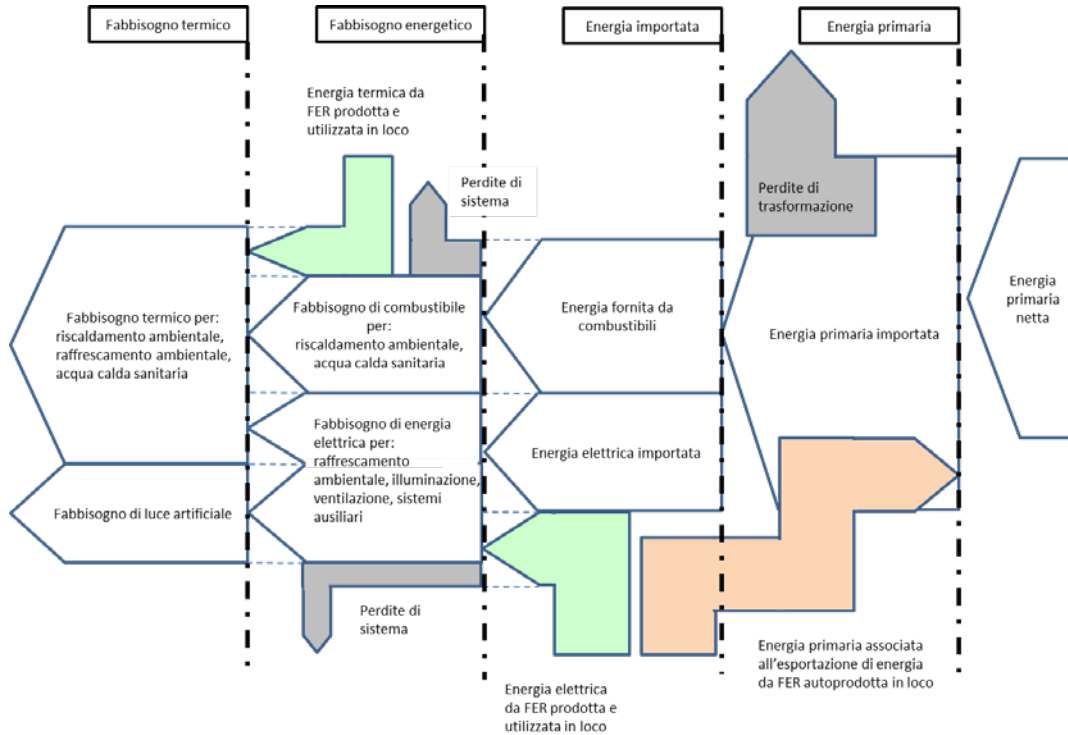 Fabbisogno termico
Fabbisogno energetico
Energia importata
Energia primaria
Energia termica da
FER prodotta e
utilizzata in loco
Perdite di
sistema
Perdite di
trasformazione
Fabbisogno termico per:
riscaldamento ambientale,
raffrescamento ambientale,
acqua calda sanitaria
Fabbisogno di combustibile
per:
riscaldamento ambientale,
acqua calda sanitaria
Energia fornita da
combustibili
Energia primaria importata
Energia
primaria
netta
Fabbisogno di energia
elettrica per:
raffrescamento
ambientale, illuminazione,
ventilazione, sistemi
ausiliari
Energia elettrica importata
Fabbisogno di luce artificiale
Perdite di
sistema
Energia elettrica
da FER prodotta e
utilizzata in loco
Energia primaria associata
all'esportazione di energia
da FER autoprodotta in loco